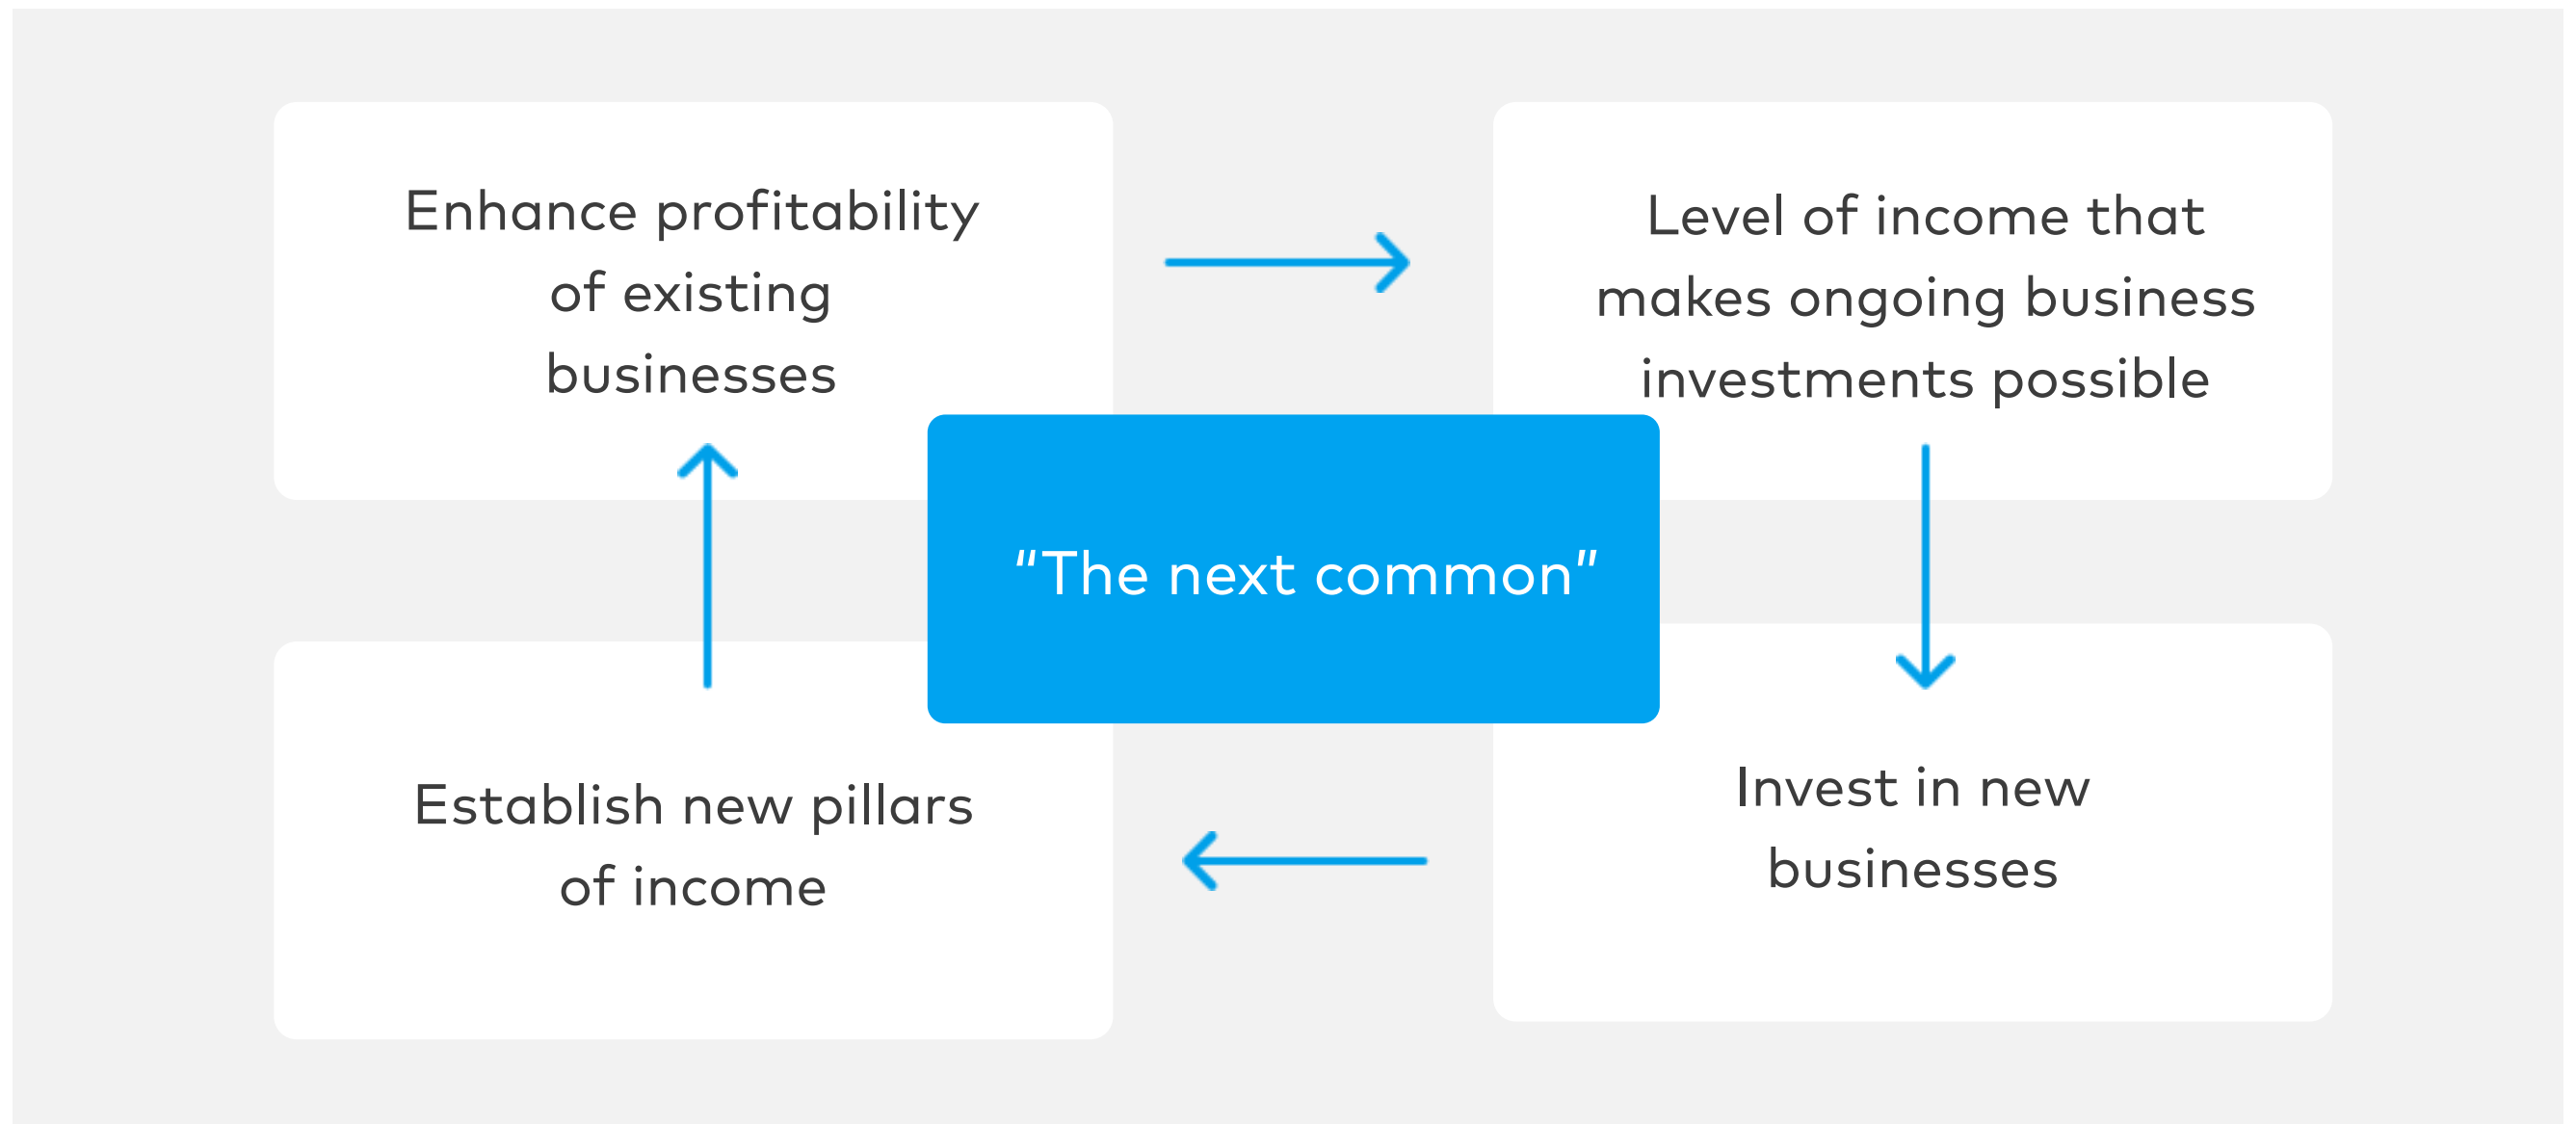 Enhance profitability
of existing
businesses
Level of income that
makes ongoing business
investments possible
“The next common”
Establish new pillars
of income
Invest in new
businesses